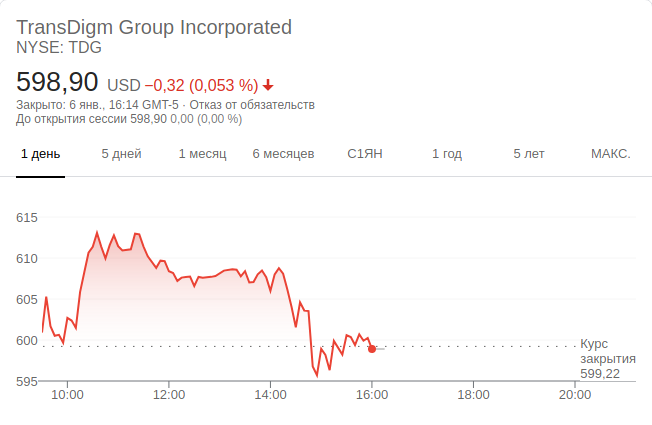 TransDigm Group Incorporated
NYSE: TDG
598,90 USD −0,32 (0,053 %)
Закрыто: 6 янв., 16:14 GMT-5 · Отказ от обязательств
До открытия сессии 598,90 0,00 (0,00 %)
1 день 5 дней 1 месяц 6 месяцев С1ЯН 1 год 5 лет МАКС.
615
610
605
600
595
Курс
закрытия
599,22
10:00 12:00 14:00 16:00 18:00 20:00